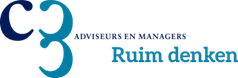 c3
ADVISEURS EN MANAGERS
Ruim denken